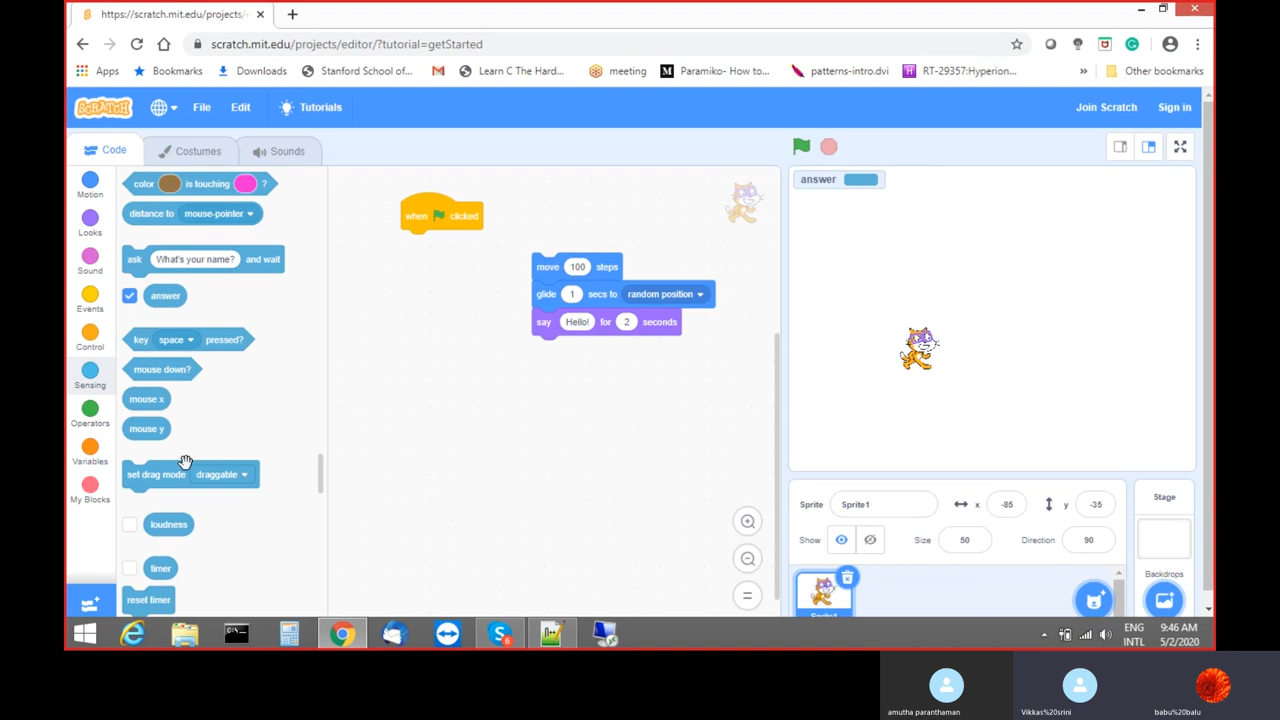 https://scratch.mit.edu/projects/
scratch.mit.edu/projects/editor/?tutorial=getStarted
Apps Bookmarks Downloads Stanford School of... Learn C The Hard... meeting Paramiko- How to... patterns-intro.dvi RT-29357:Hyperion... » Other bookmarks
SCRATCH File Edit Tutorials Join Scratch Sign in
Code Costumes Sounds
Motion
Looks
Sound
Events
Control
Sensing
Operators
Variables
My Blocks
color is touching ?
distance to mouse-pointer
ask What's your name? and wait
answer
key space pressed?
mouse down?
mouse x
mouse y
set drag mode draggable
loudness
timer
reset timer
when clicked
move 100 steps
glide 1 secs to random position
say Hello! for 2 seconds
answer
Sprite Sprite1 x -85 y -35
Show Size 50 Direction 90
Sprite1
Stage
Backdrops
6
ENG
INTL
9:46 AM
5/2/2020
amutha paranthaman
Vikkas%20srini
babu%20balu